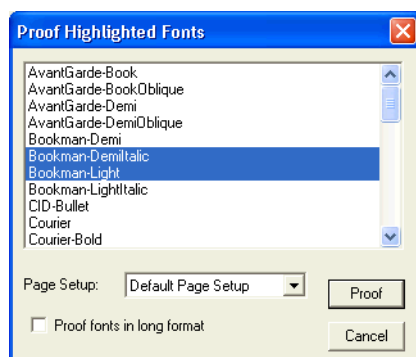 Proof Highlighted Fonts
AvantGarde-Book
AvantGarde-BookOblique
AvantGarde-Demi
AvantGarde-DemiOblique
Bookman-Demi
Bookman-DemiItalic
Bookman-Light
Bookman-LightItalic
CID-Bullet
Courier
Courier-Bold
Page Setup: Default Page Setup
Proof
Proof fonts in long format
Cancel